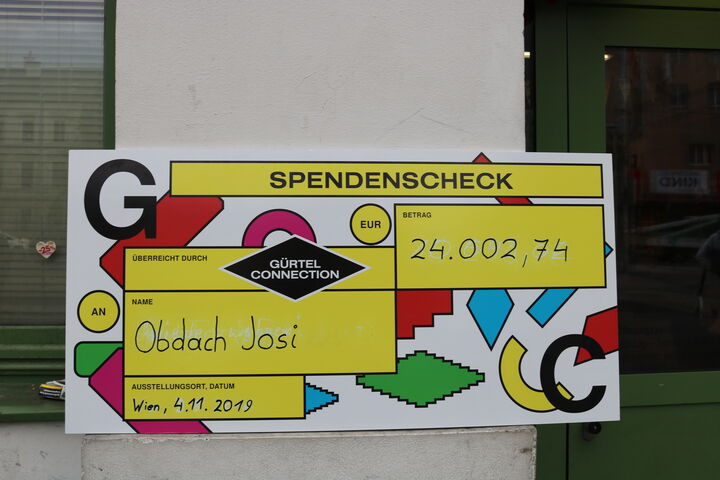 G
SPENDENSCHECK
EUR
BETRAG
24.002,74
ÜBERREICHT DURCH
GÜRTEL
CONNECTION
AN
NAME
Obdach Josi
AUSSTELLUNGSORT, DATUM
Wien, 4.11.2019
C